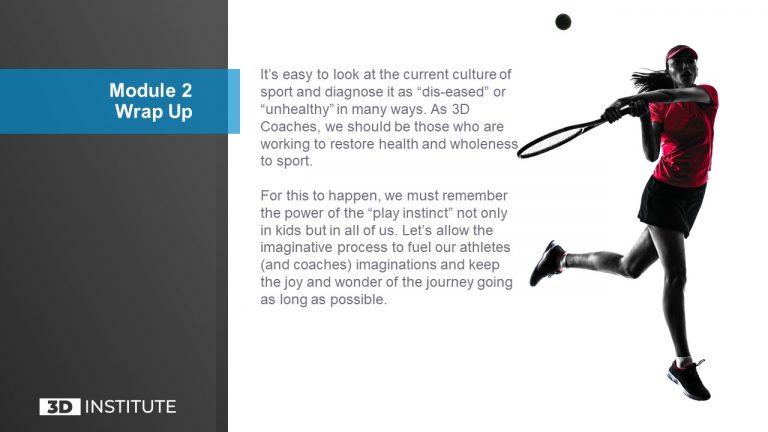 Module 2
Wrap Up
It’s easy to look at the current culture of
sport and diagnose it as “dis-eased” or
“unhealthy” in many ways. As 3D
Coaches, we should be those who are
working to restore health and wholeness
to sport.
For this to happen, we must remember
the power of the “play instinct” not only
in kids but in all of us. Let’s allow the
imaginative process to fuel our athletes
(and coaches) imaginations and keep
the joy and wonder of the journey going
as long as possible.
3D INSTITUTE